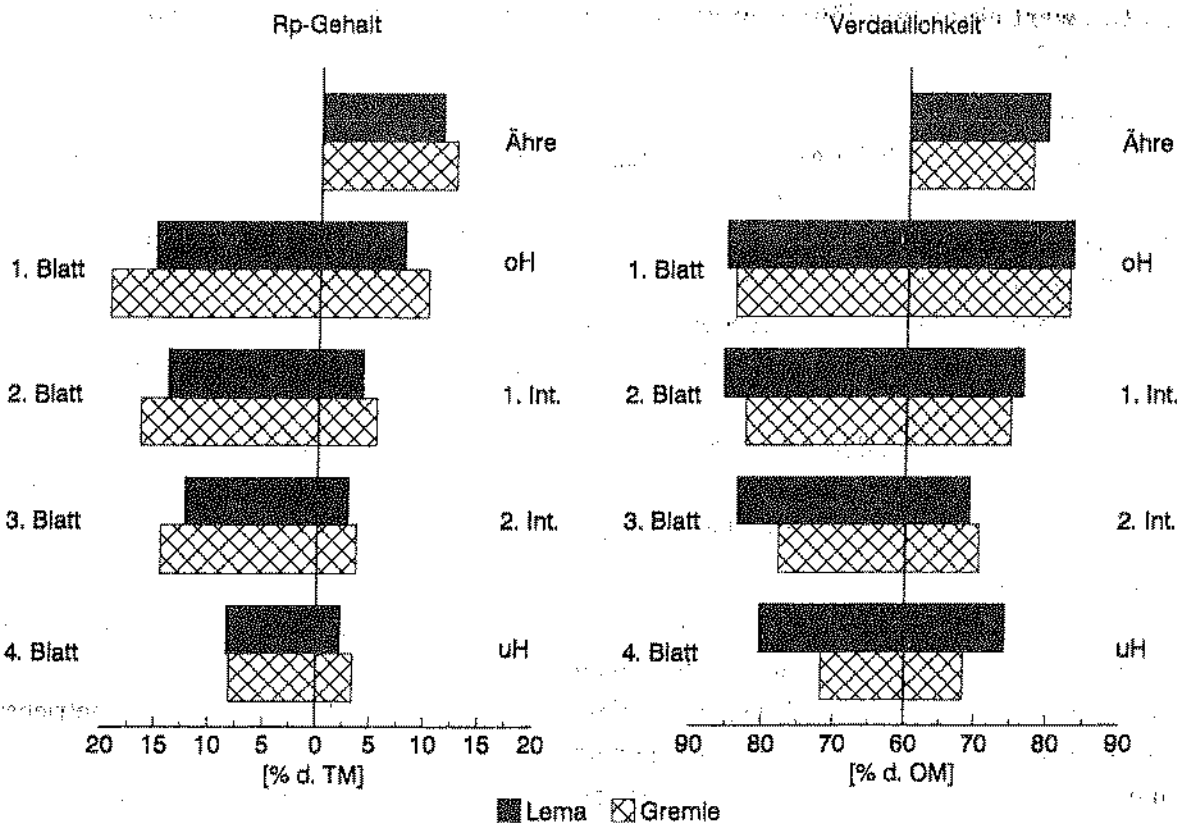 Rp-Gehalt
Verdaulichkeit
Ähre
Ähre
1. Blatt
oH
1. Blatt
oH
2. Blatt
1. Int.
2. Blatt
1. Int.
3. Blatt
2. Int.
3. Blatt
2. Int.
4. Blatt
uH
4. Blatt
uH
20 15 10 5 0 5 10 15 20
90 80 70 60 70 80 90
[% d. TM]
[% d. OM]
Lema Gremie